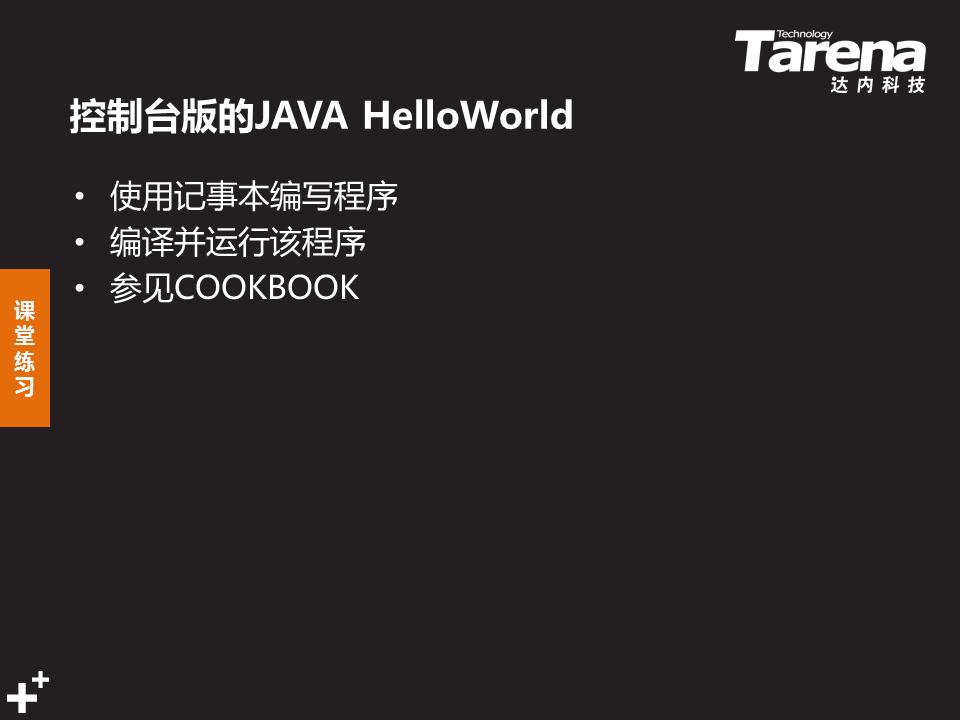 Technology
Tarena
达内科技
控制台版的JAVA HelloWorld
• 使用记事本编写程序
• 编译并运行该程序
• 参见COOKBOOK
课
堂
练
习